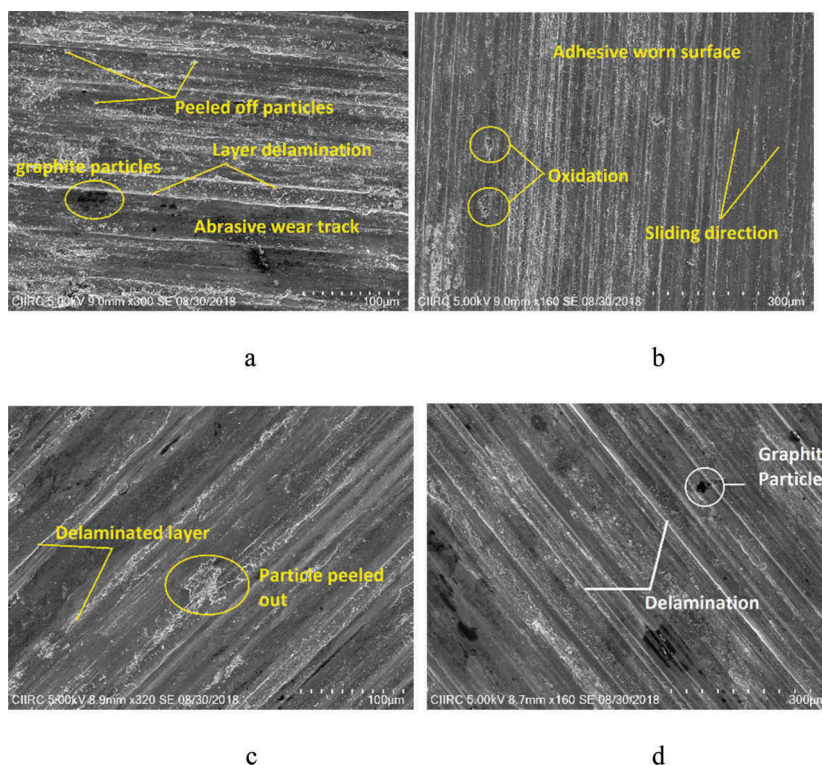 Peeled off particles
Layer delamination
graphite particles
Abrasive wear track
CIIRC 5.00kV 9.0mm x300 SE 08/30/2018
100µm
a
Adhesive worn surface
Oxidation
Sliding direction
CIIRC 5.00kV 9.0mm x160 SE 08/30/2018
300µm
b
Delaminated layer
Particle peeled
out
CIIRC 5.00kV 8.9mm x320 SE 08/30/2018
100µm
c
Graphit
Particle
Delamination
CIIRC 5.00kV 8.7mm x160 SE 08/30/2018
300µm
d